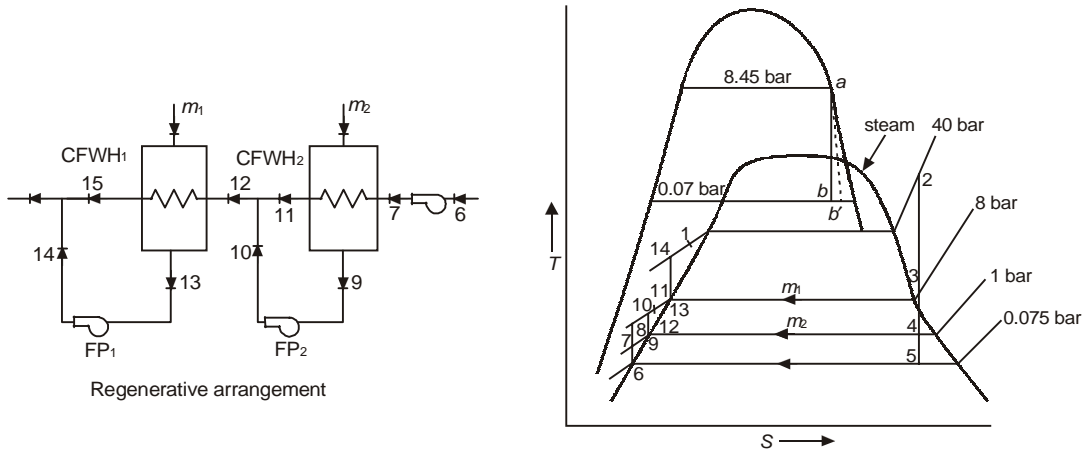 m1
m2
CFWH1
CFWH2
15
12
11
7
6
14
10
13
9
FP1
FP2
Regenerative arrangement
8.45 bar
a
steam
40 bar
0.07 bar
b
b′
2
8 bar
T
1
14
3
11
13
m1
1 bar
10
12
m2
4
0.075 bar
7
8
9
5
6
S